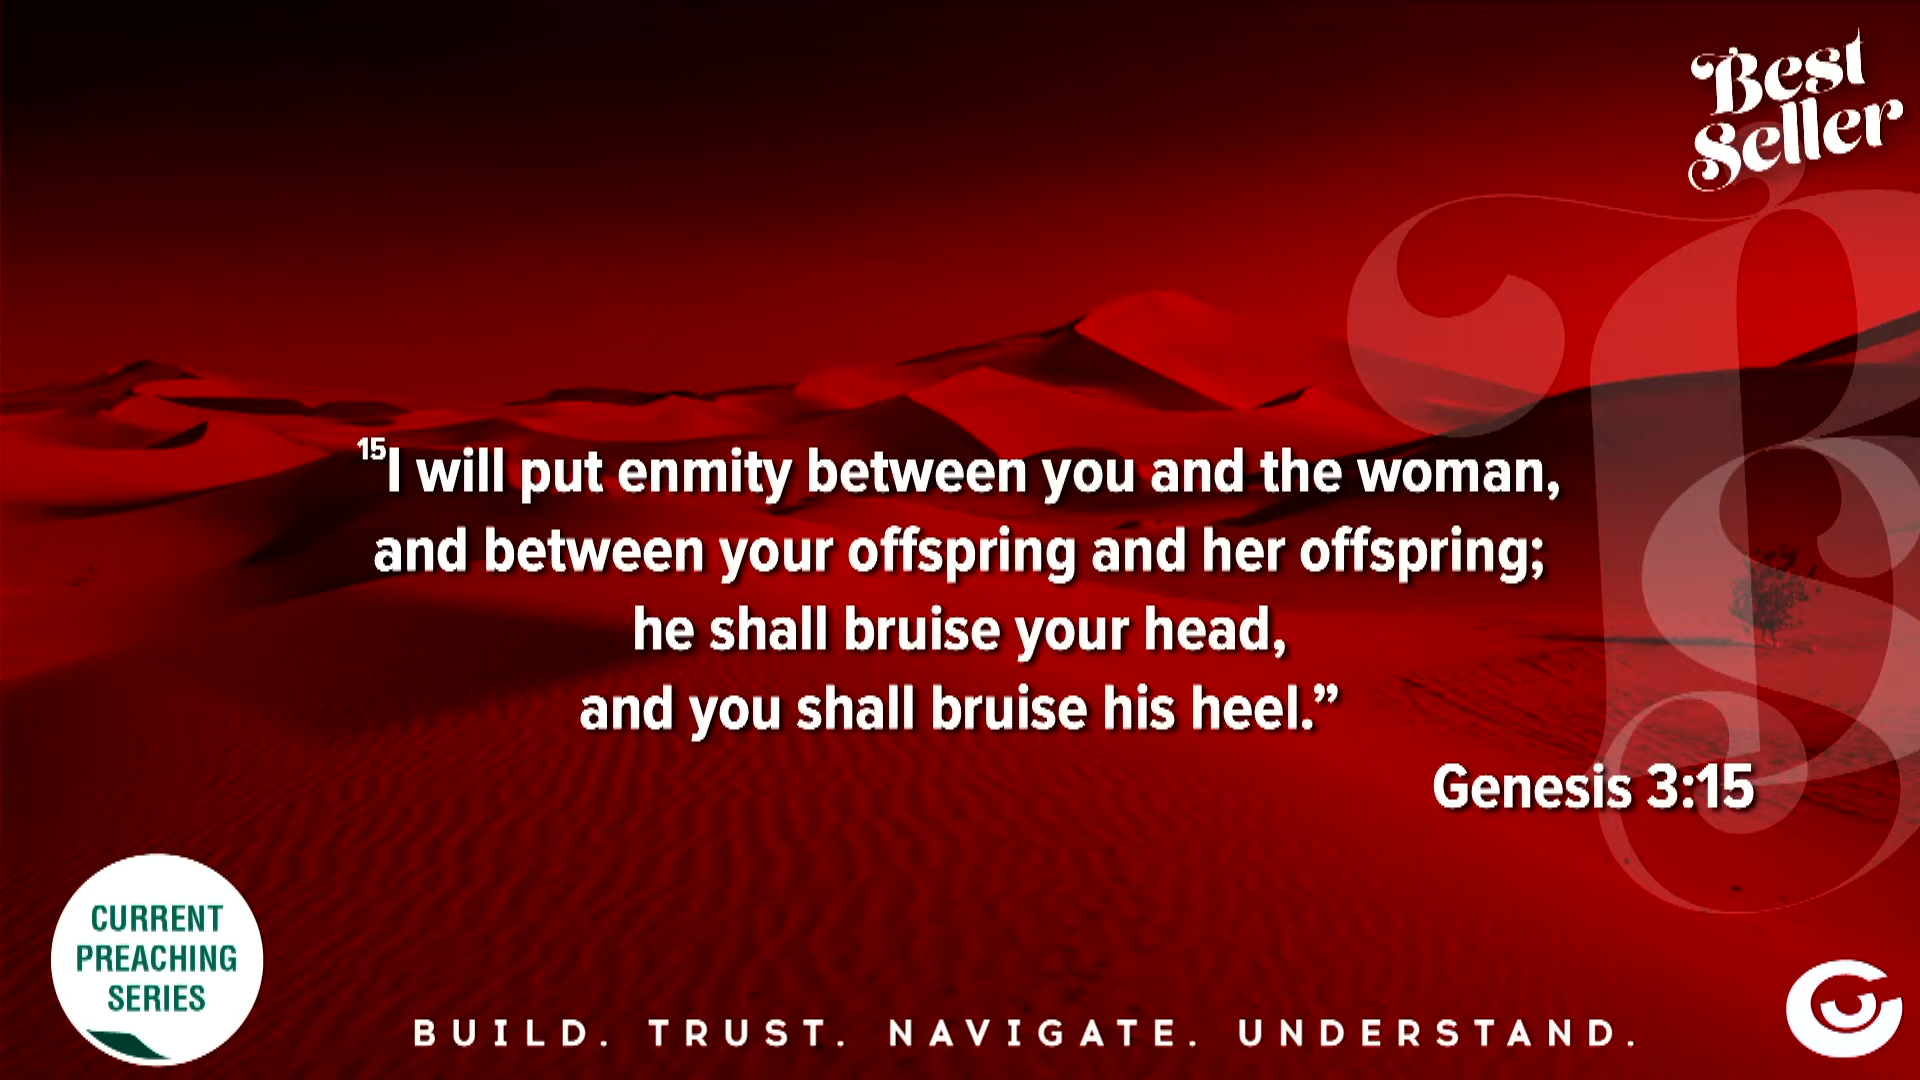 Best
Seller
15I will put enmity between you and the woman,
and between your offspring and her offspring;
he shall bruise your head,
and you shall bruise his heel.”
Genesis 3:15
CURRENT
PREACHING
SERIES
BUILD. TRUST. NAVIGATE. UNDERSTAND.